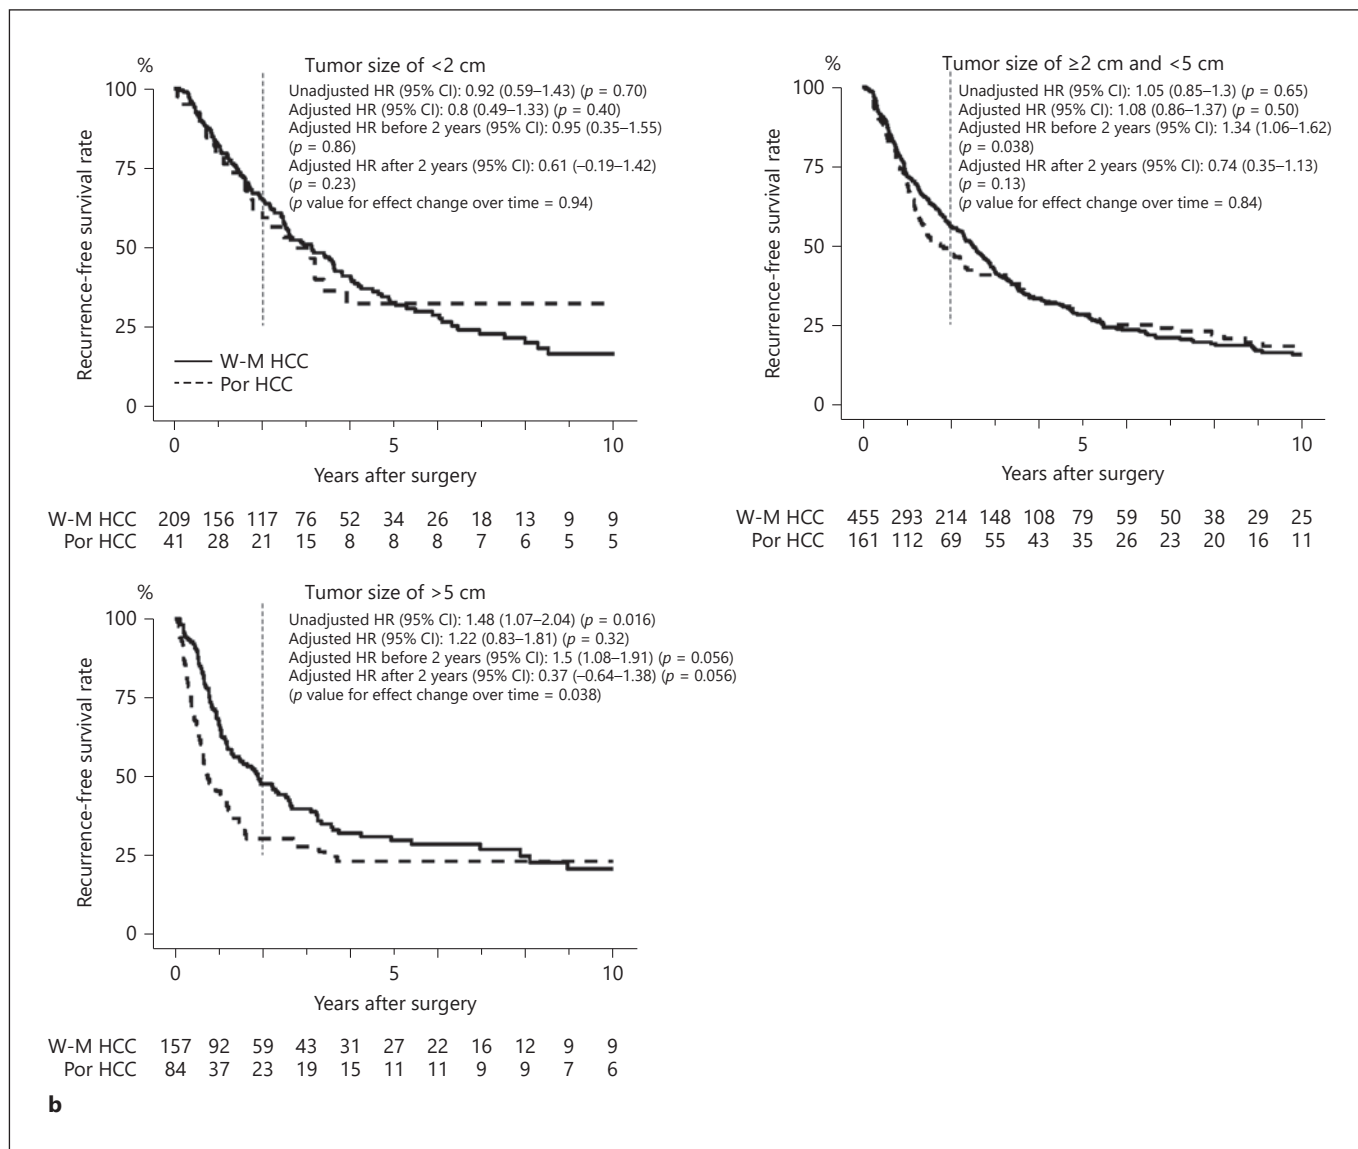 %
Tumor size of <2 cm
Unadjusted HR (95% CI): 0.92 (0.59–1.43) (p = 0.70)
Adjusted HR (95% CI): 0.8 (0.49–1.33) (p = 0.40)
Adjusted HR before 2 years (95% CI): 0.95 (0.35–1.55)
(p = 0.86)
Adjusted HR after 2 years (95% CI): 0.61 (–0.19–1.42)
(p = 0.23)
(p value for effect change over time = 0.94)
Recurrence-free survival rate
100
75
50
25
0
W-M HCC
Por HCC
0 5 10
Years after surgery
W-M HCC 209 156 117 76 52 34 26 18 13 9 9
Por HCC 41 28 21 15 8 8 8 7 6 5 5
%
Tumor size of ≥2 cm and <5 cm
Unadjusted HR (95% CI): 1.05 (0.85–1.3) (p = 0.65)
Adjusted HR (95% CI): 1.08 (0.86–1.37) (p = 0.50)
Adjusted HR before 2 years (95% CI): 1.34 (1.06–1.62)
(p = 0.038)
Adjusted HR after 2 years (95% CI): 0.74 (0.35–1.13)
(p = 0.13)
(p value for effect change over time = 0.84)
Recurrence-free survival rate
100
75
50
25
0
0 5 10
Years after surgery
W-M HCC 455 293 214 148 108 79 59 50 38 29 25
Por HCC 161 112 69 55 43 35 26 23 20 16 11
%
Tumor size of >5 cm
Unadjusted HR (95% CI): 1.48 (1.07–2.04) (p = 0.016)
Adjusted HR (95% CI): 1.22 (0.83–1.81) (p = 0.32)
Adjusted HR before 2 years (95% CI): 1.5 (1.08–1.91) (p = 0.056)
Adjusted HR after 2 years (95% CI): 0.37 (–0.64–1.38) (p = 0.056)
(p value for effect change over time = 0.038)
Recurrence-free survival rate
100
75
50
25
0
0 5 10
Years after surgery
W-M HCC 157 92 59 43 31 27 22 16 12 9 9
Por HCC 84 37 23 19 15 11 11 9 9 7 6
b